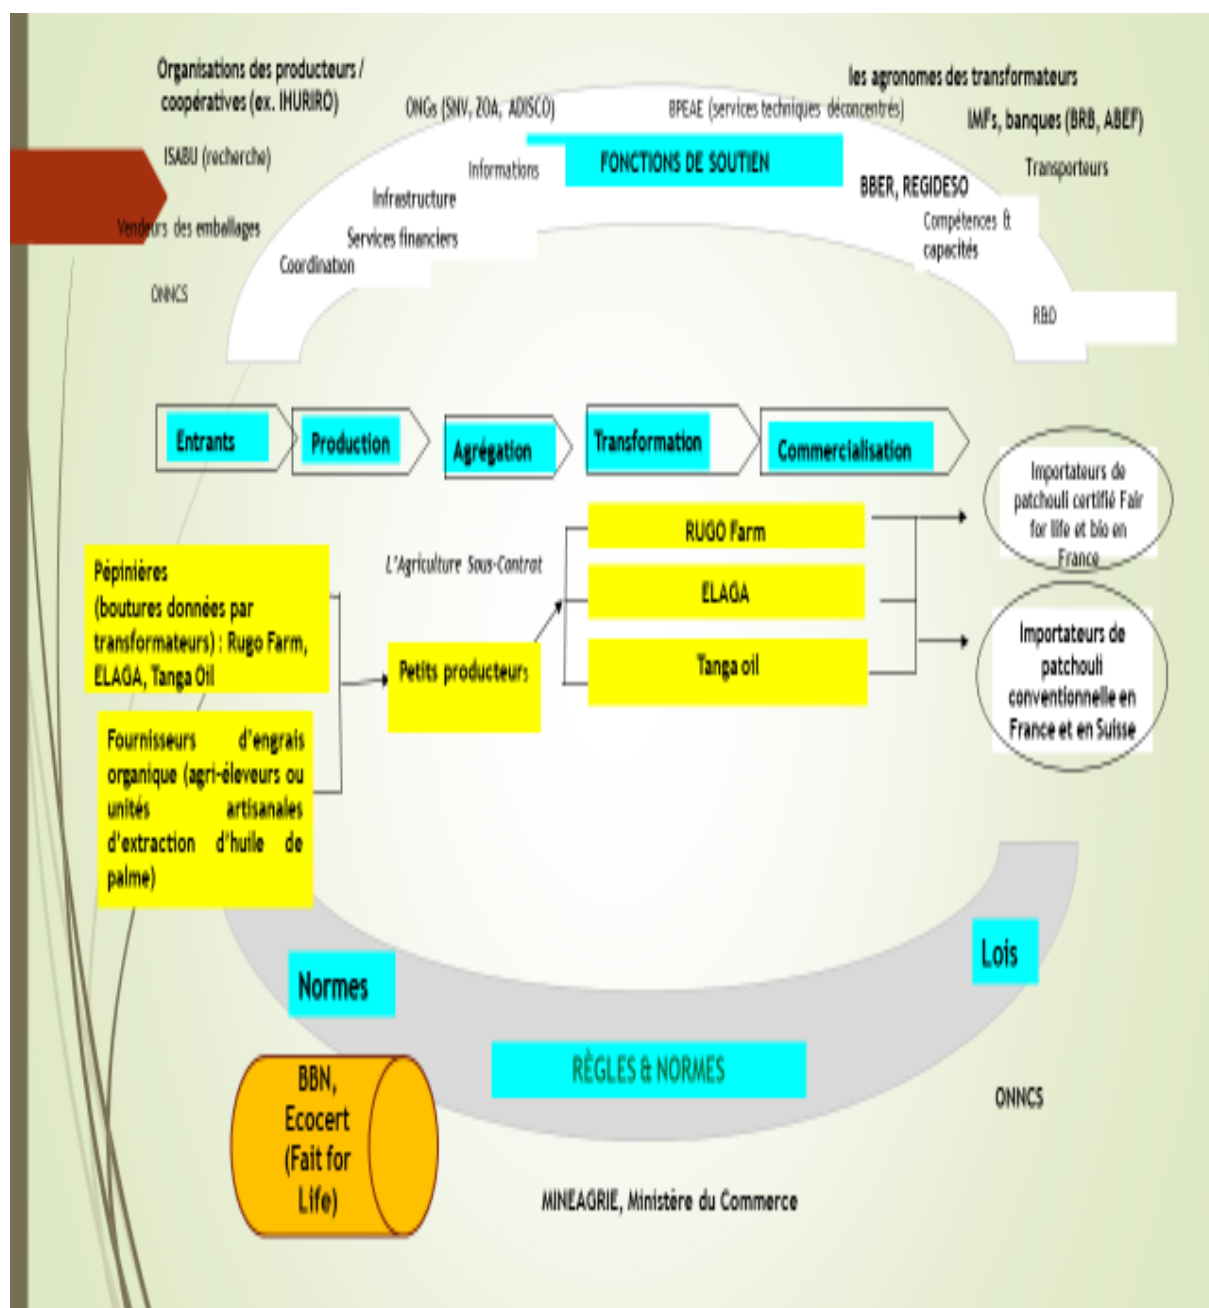 Organisations des producteurs /
coopératives (ex. IHURIRO)
ONGs (SNV, ZOA, ADISCO)
BPEAE (services techniques déconcentrés)
les agronomes des transformateurs
IMFs, banques (BRB, ABEF)
ISABU (recherche)
Informations
FONCTIONS DE SOUTIEN
Transporteurs
Infrastructure
BBER, REGIDESO
Vendeurs des emballages
Services financiers
Compétences &
capacités
Coordination
ONNCS
R&D
Entrants
Production
Agrégation
Transformation
Commercialisation
Importateurs de
patchouli certifié Fair
for life et bio en
France
RUGO Farm
L'Agriculture Sous-Contrat
Pépinières
(boutures données par
transformateurs) : Rugo Farm,
ELAGA, Tanga Oil
ELAGA
Petits producteurs
Tanga oil
Importateurs de
patchouli
conventionnelle en
France et en Suisse
Fournisseurs d'engrais
organique (agri-éleveurs ou
unités artisanales
d'extraction d'huile de
palme)
Normes
Lois
RÈGLES & NORMES
BBN,
Ecocert
(Fait for
Life)
ONNCS
MINEAGRIE, Ministère du Commerce